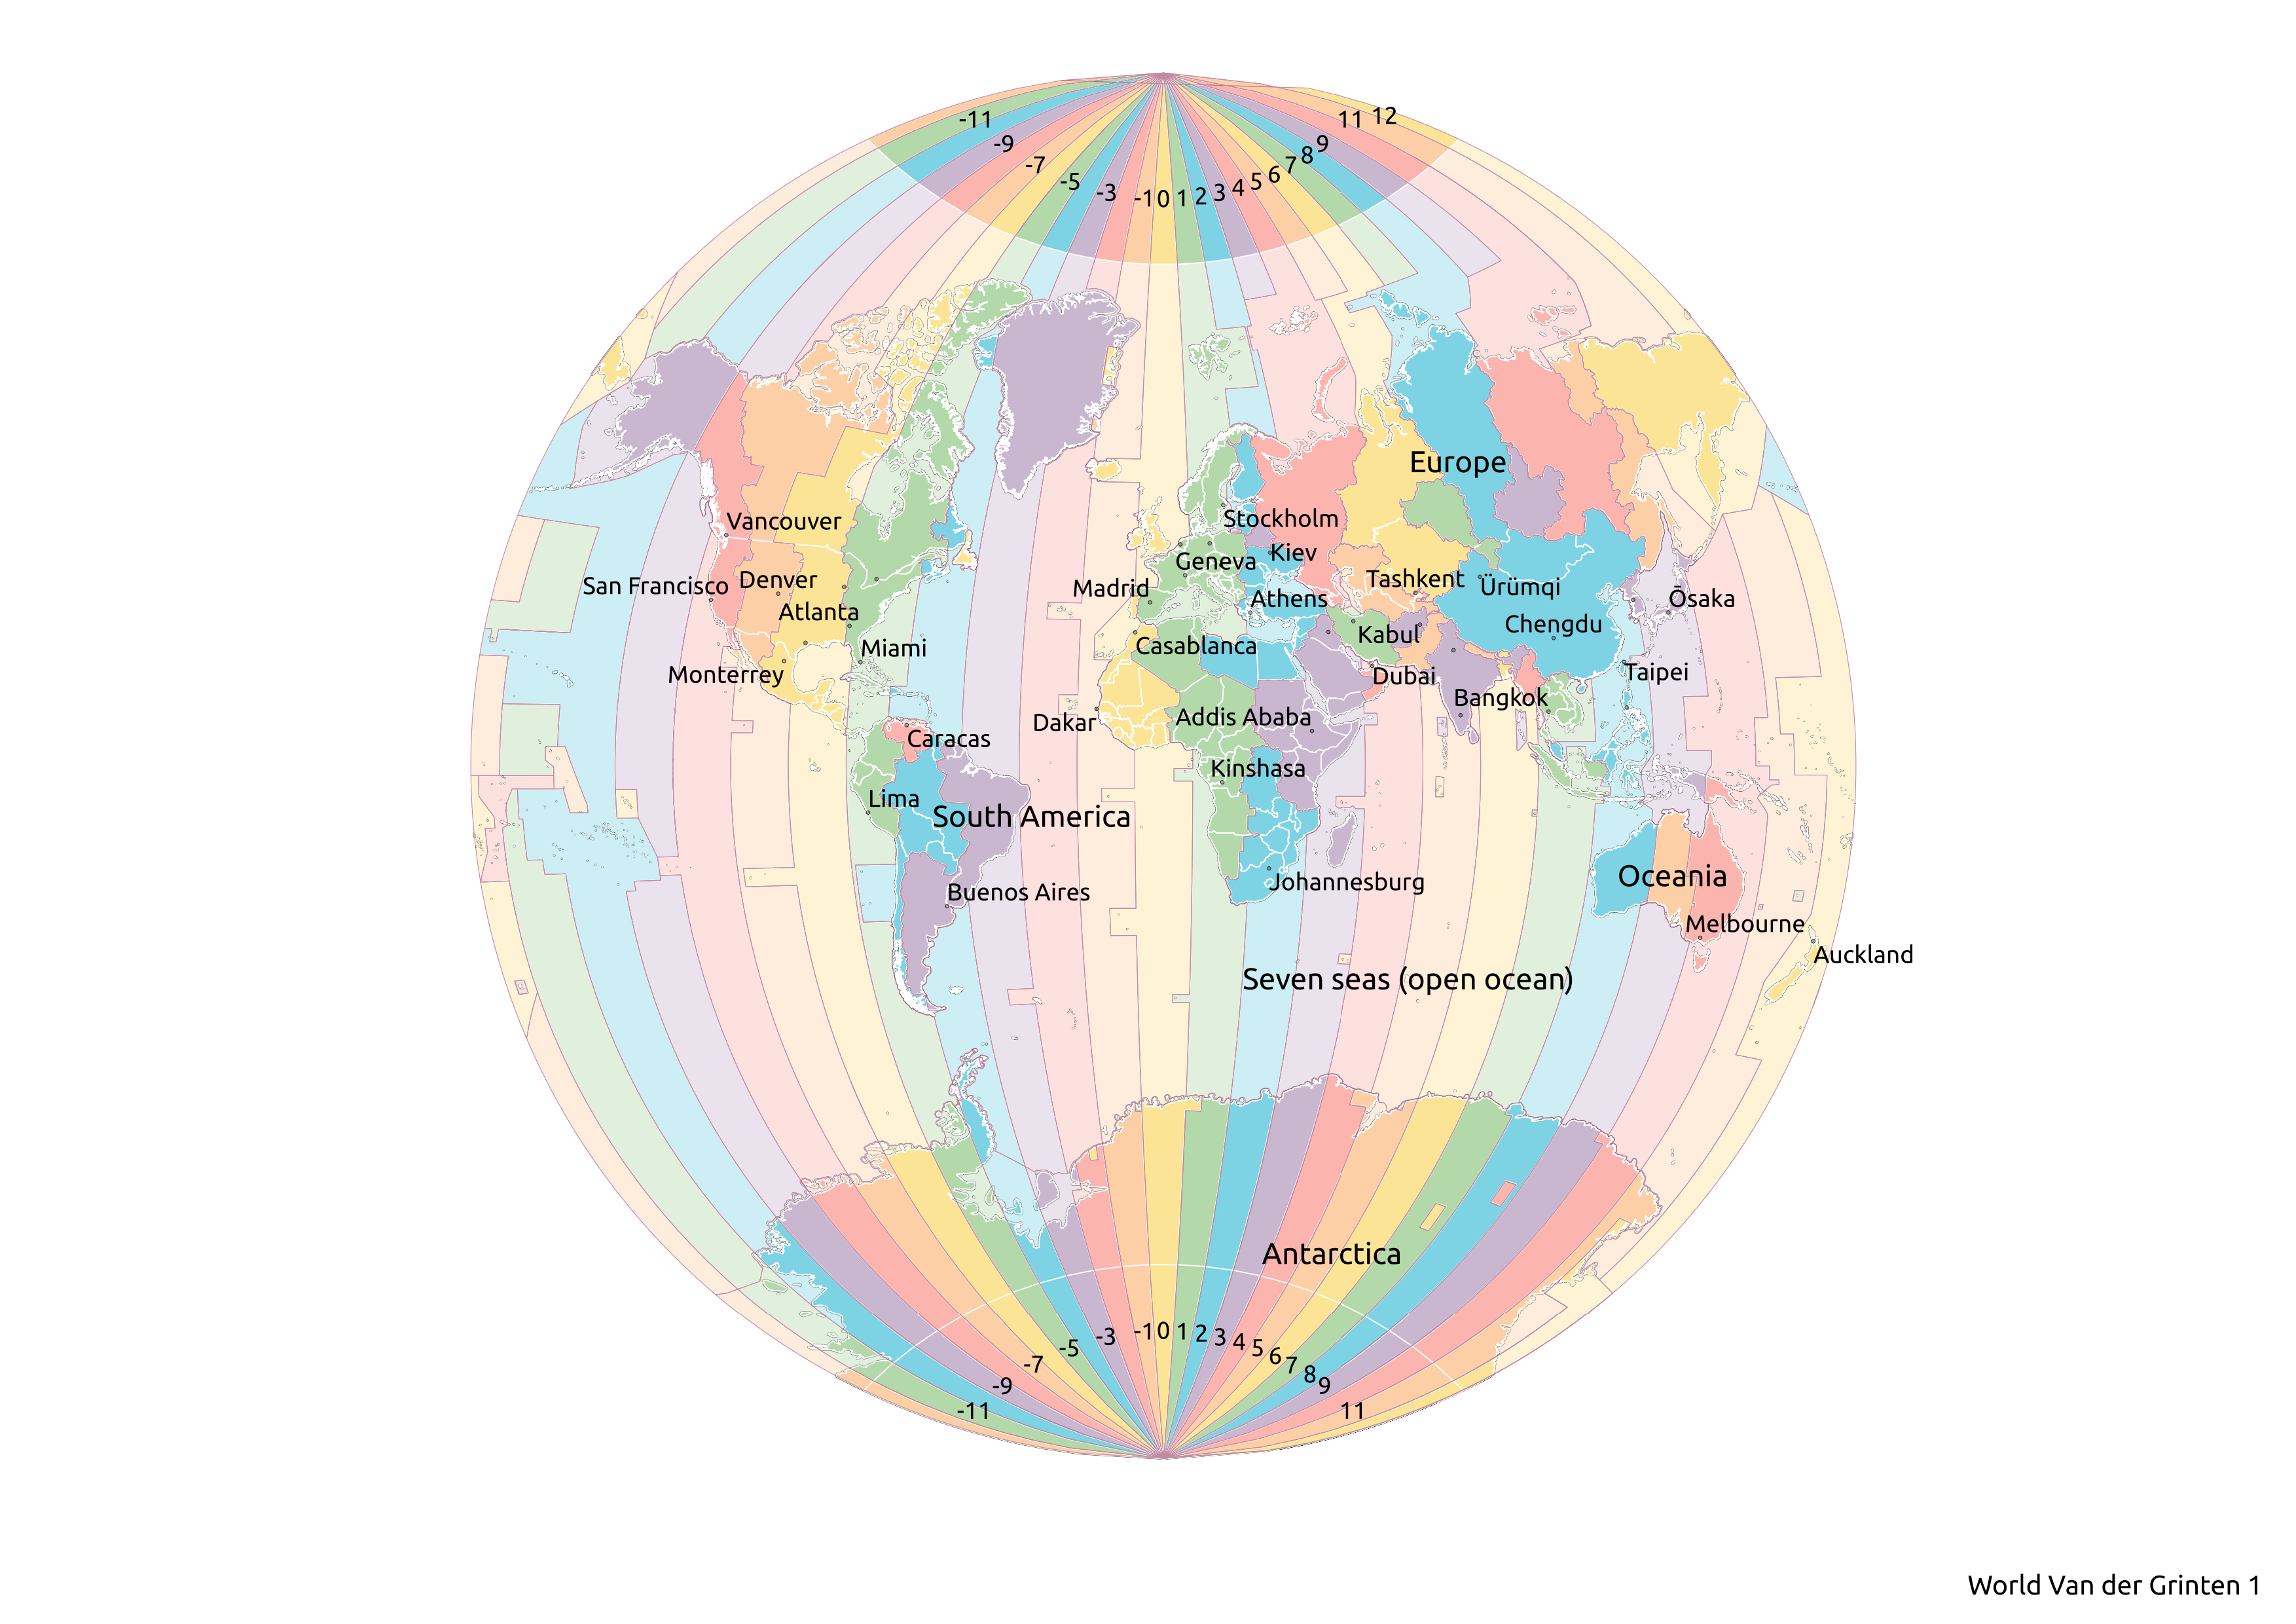 -11
11
12
-9
9
-7
8
7
6
-5
5
4
-3
3
2
-1
0
1
Europe
Stockholm
Vancouver
Kiev
Geneva
Tashkent
Denver
San Francisco
Ürümqi
Madrid
Athens
Ōsaka
Atlanta
Chengdu
Kabul
Casablanca
Miami
Taipei
Monterrey
Dubai
Bangkok
Addis Ababa
Dakar
Caracas
Kinshasa
Lima
South America
Oceania
Johannesburg
Buenos Aires
Melbourne
Auckland
Seven seas (open ocean)
Antarctica
-1
0
1
2
3
-3
4
5
-5
6
7
-7
8
9
-9
11
-11
World Van der Grinten 1